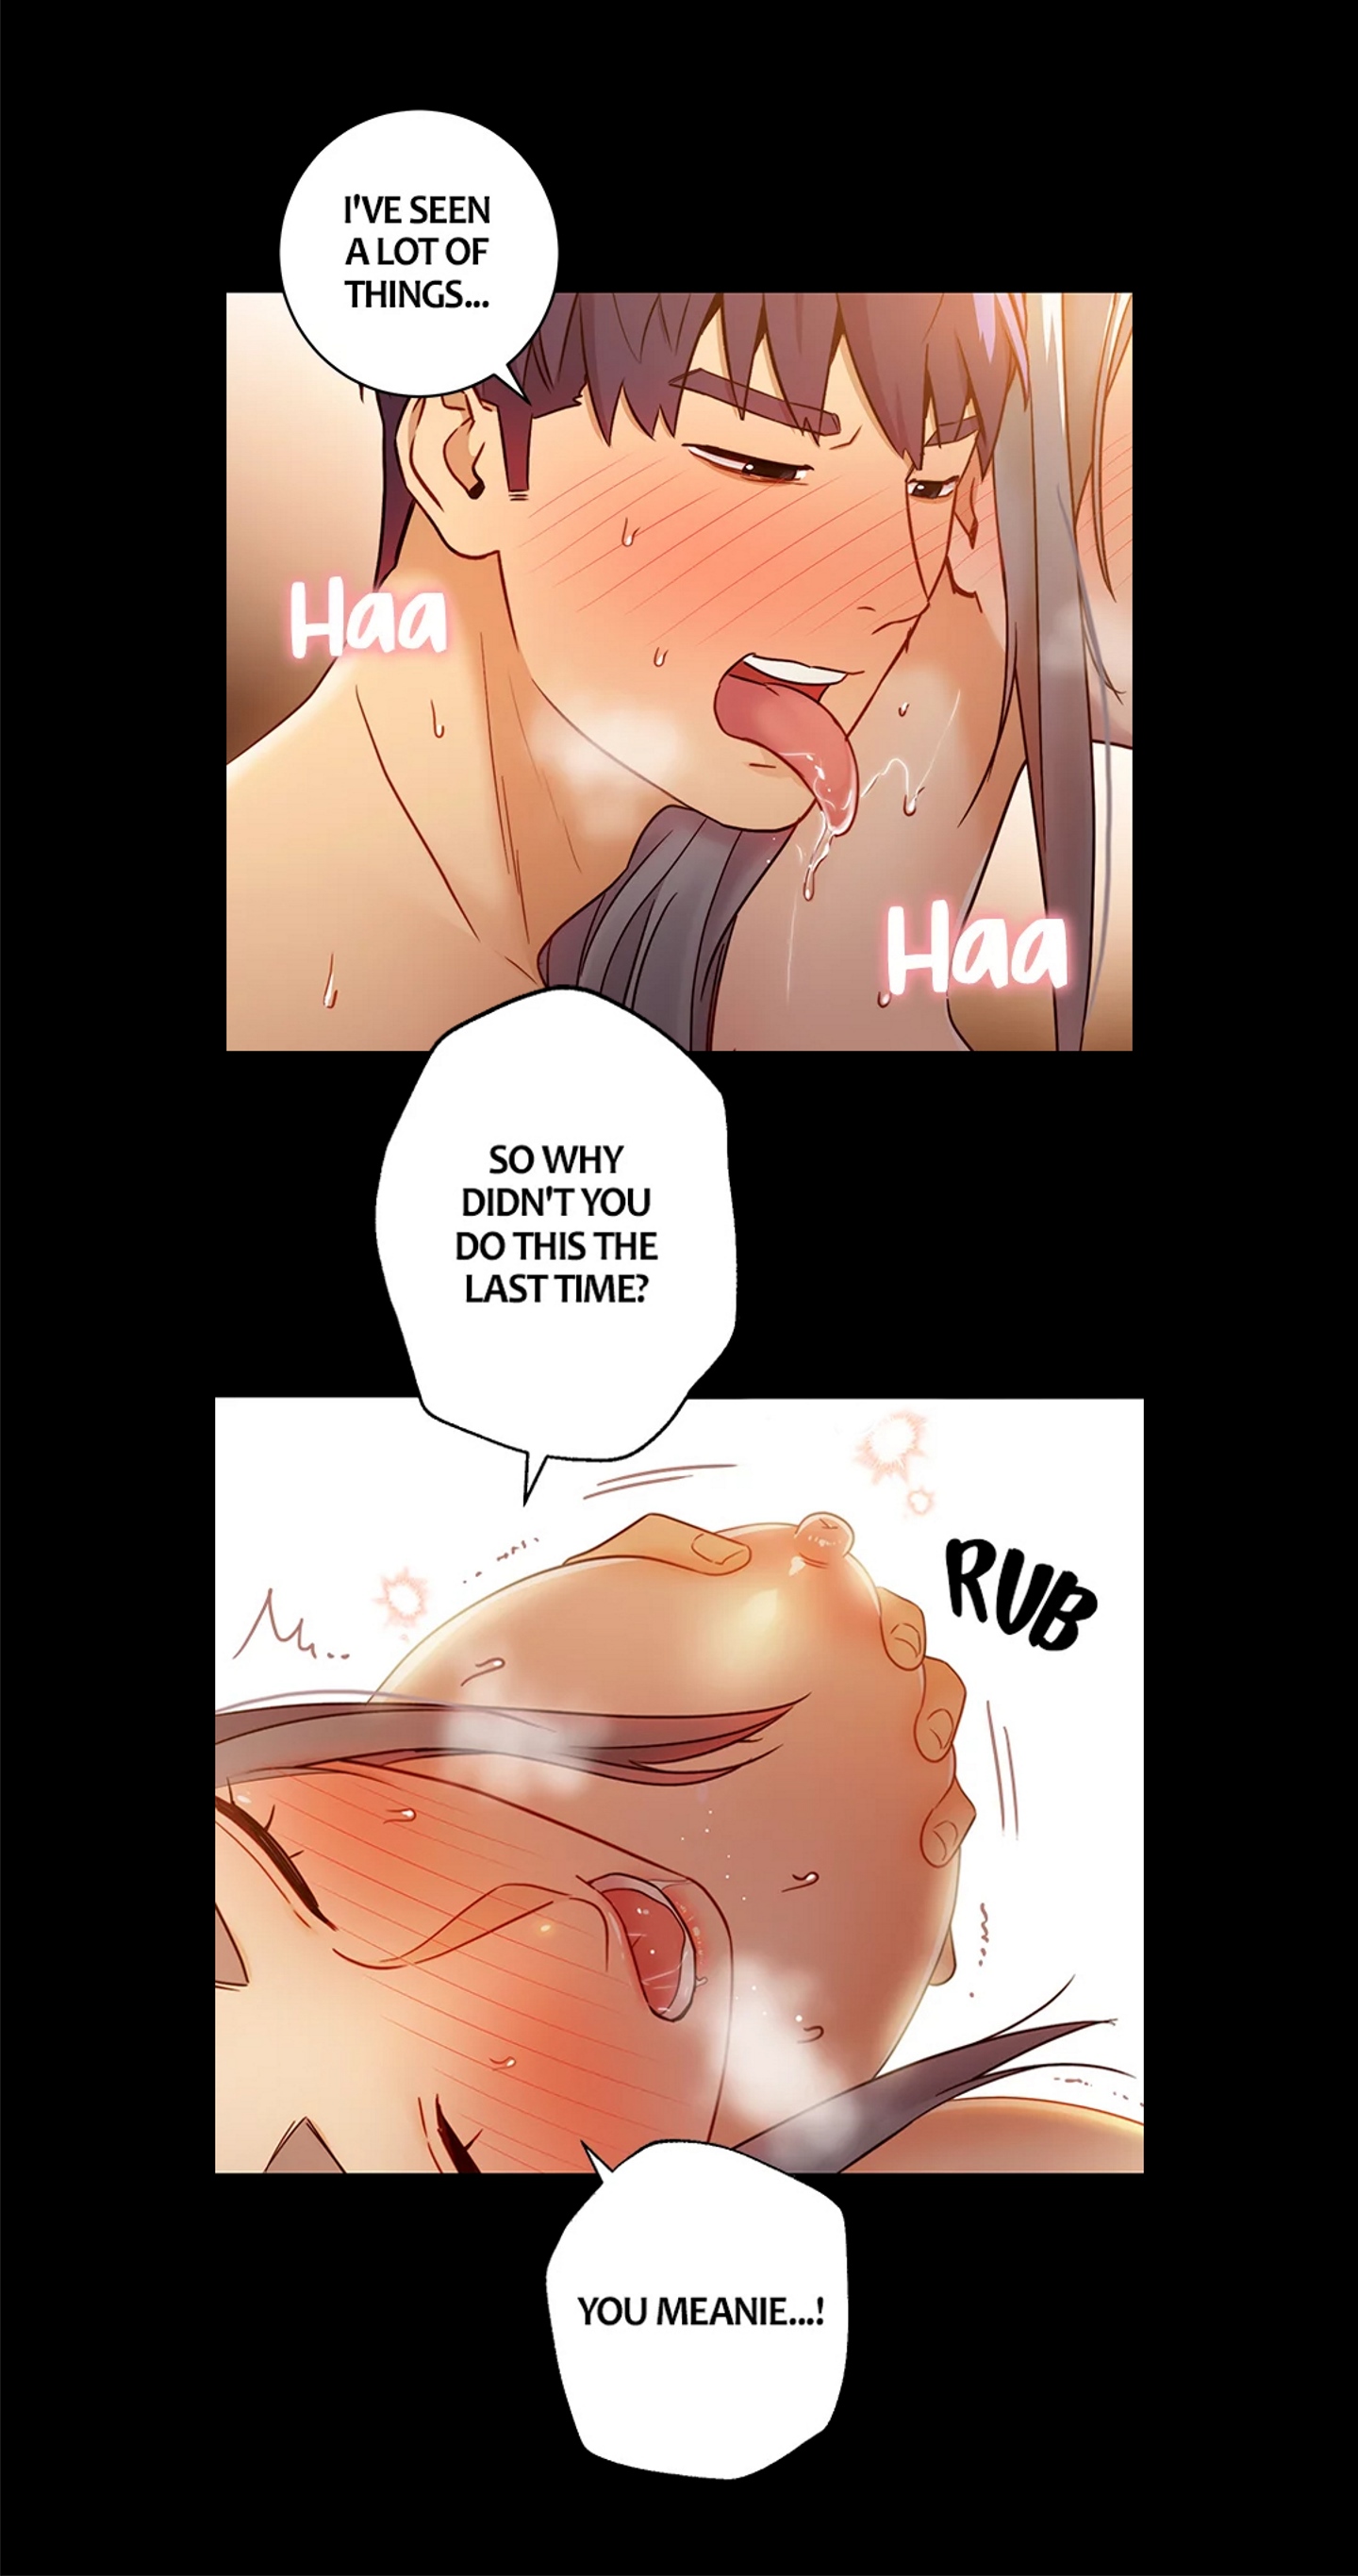 I'VE SEEN
A LOT OF
THINGS...
Haa
Haa
SO WHY
DIDN'T YOU
DO THIS THE
LAST TIME?
RUB
YOU MEANIE...!